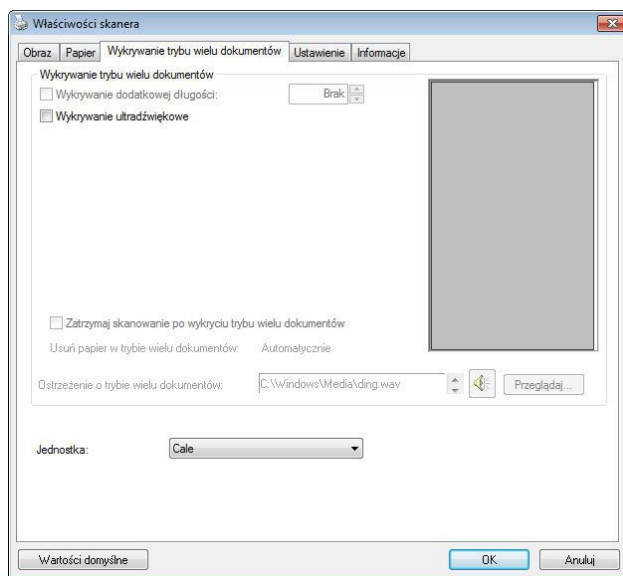 Właściwości skanera
Obraz Papier Wykrywanie trybu wielu dokumentów Ustawienie Informacje
Wykrywanie trybu wielu dokumentów
Wykrywanie dodatkowej długości: Brak
Wykrywanie ultradźwiękowe
Zatrzymaj skanowanie po wykryciu trybu wielu dokumentów
Usuń papier w trybie wielu dokumentów: Automatycznie
Ostrzeżenie o trybie wielu dokumentów: C:\Windows\Media\ding.wav Przeglądaj...
Jednostka: Cale
Wartości domyślne OK Anuluj